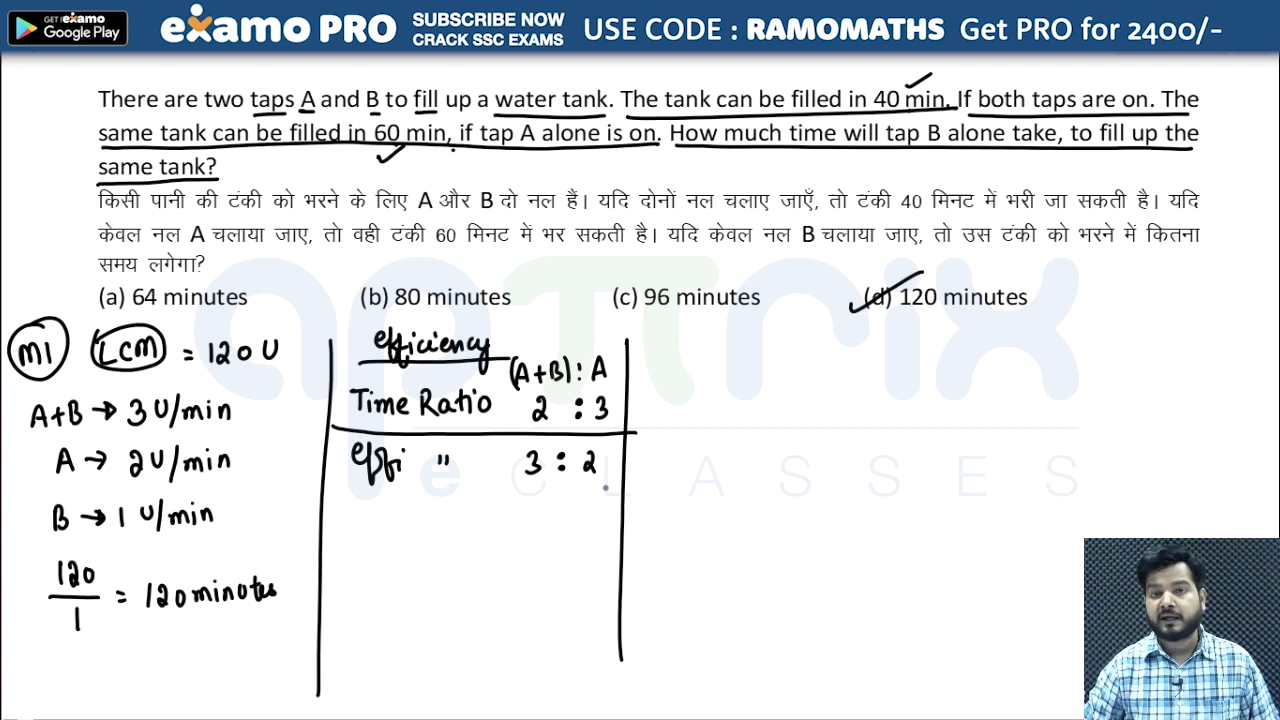 GET IT ON examo
Google Play
examo PRO
SUBSCRIBE NOW
CRACK SSC EXAMS
USE CODE : RAMOMATHS Get PRO for 2400/-
There are two taps A and B to fill up a water tank. The tank can be filled in 40 min. If both taps are on. The
same tank can be filled in 60 min, if tap A alone is on. How much time will tap B alone take, to fill up the
same tank?
किसी पानी की टंकी को भरने के लिए A और B दो नल हैं। यदि दोनों नल चलाए जाएँ, तो टंकी 40 मिनट में भरी जा सकती है। यदि
केवल नल A चलाया जाए, तो वही टंकी 60 मिनट में भर सकती है। यदि केवल नल B चलाया जाए, तो उस टंकी को भरने में कितना
समय लगेगा?
(a) 64 minutes (b) 80 minutes (c) 96 minutes (d) 120 minutes
M1 LCM = 120 U
A+B → 3 U/min
A → 2U/min
B → 1 U/min
120
1
= 120 minutes
efficiency
(A+B) : A
Time Ratio 2 : 3
effi " 3 : 2
aptrix
e CLASSES